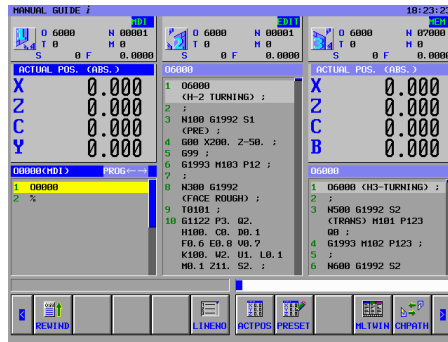 MANUAL GUIDE i 18:23:23
MDI EDIT MEM
O 6000 N 00001 O 6000 N 00001 O 6000 N 07000
T 0 M 0 T 0 M 0 T 0 M 0
S 0 F 0.0000 S 0 F 0.0000 S 0 F 0.0000
ACTUAL POS. (ABS.)
X 0.000
Z 0.000
C 0.000
Y 0.000
O0000(MDI) PROG←→
1 O0000
2 %
O6000
1 O6000
(H-2 TURNING) ;
2 ;
3 N100 G1992 S1
(PRE) ;
4 G00 X200. Z-50. ;
5 G99 ;
6 G1993 M103 P12 ;
7 ;
8 N300 G1992
(FACE ROUGH) ;
9 T0101 ;
10 G1122 P3. Q2.
H100. C0. D0.1
F0.6 E0.8 V0.7
K100. W2. U1. L0.1
M0.1 Z11. S2. ;
ACTUAL POS. (ABS.)
X 0.000
Z 0.000
C 0.000
B 0.000
O6000
1 O6000 (H3-TURNING) ;
2 ;
3 N500 G1992 S2
(TRANS) M101 P123
Q0 ;
4 G1993 M102 P123 ;
5 ;
6 N600 G1992 S2
REWIND LINENO ACTPOS PRESET MLTWIN CHPATH